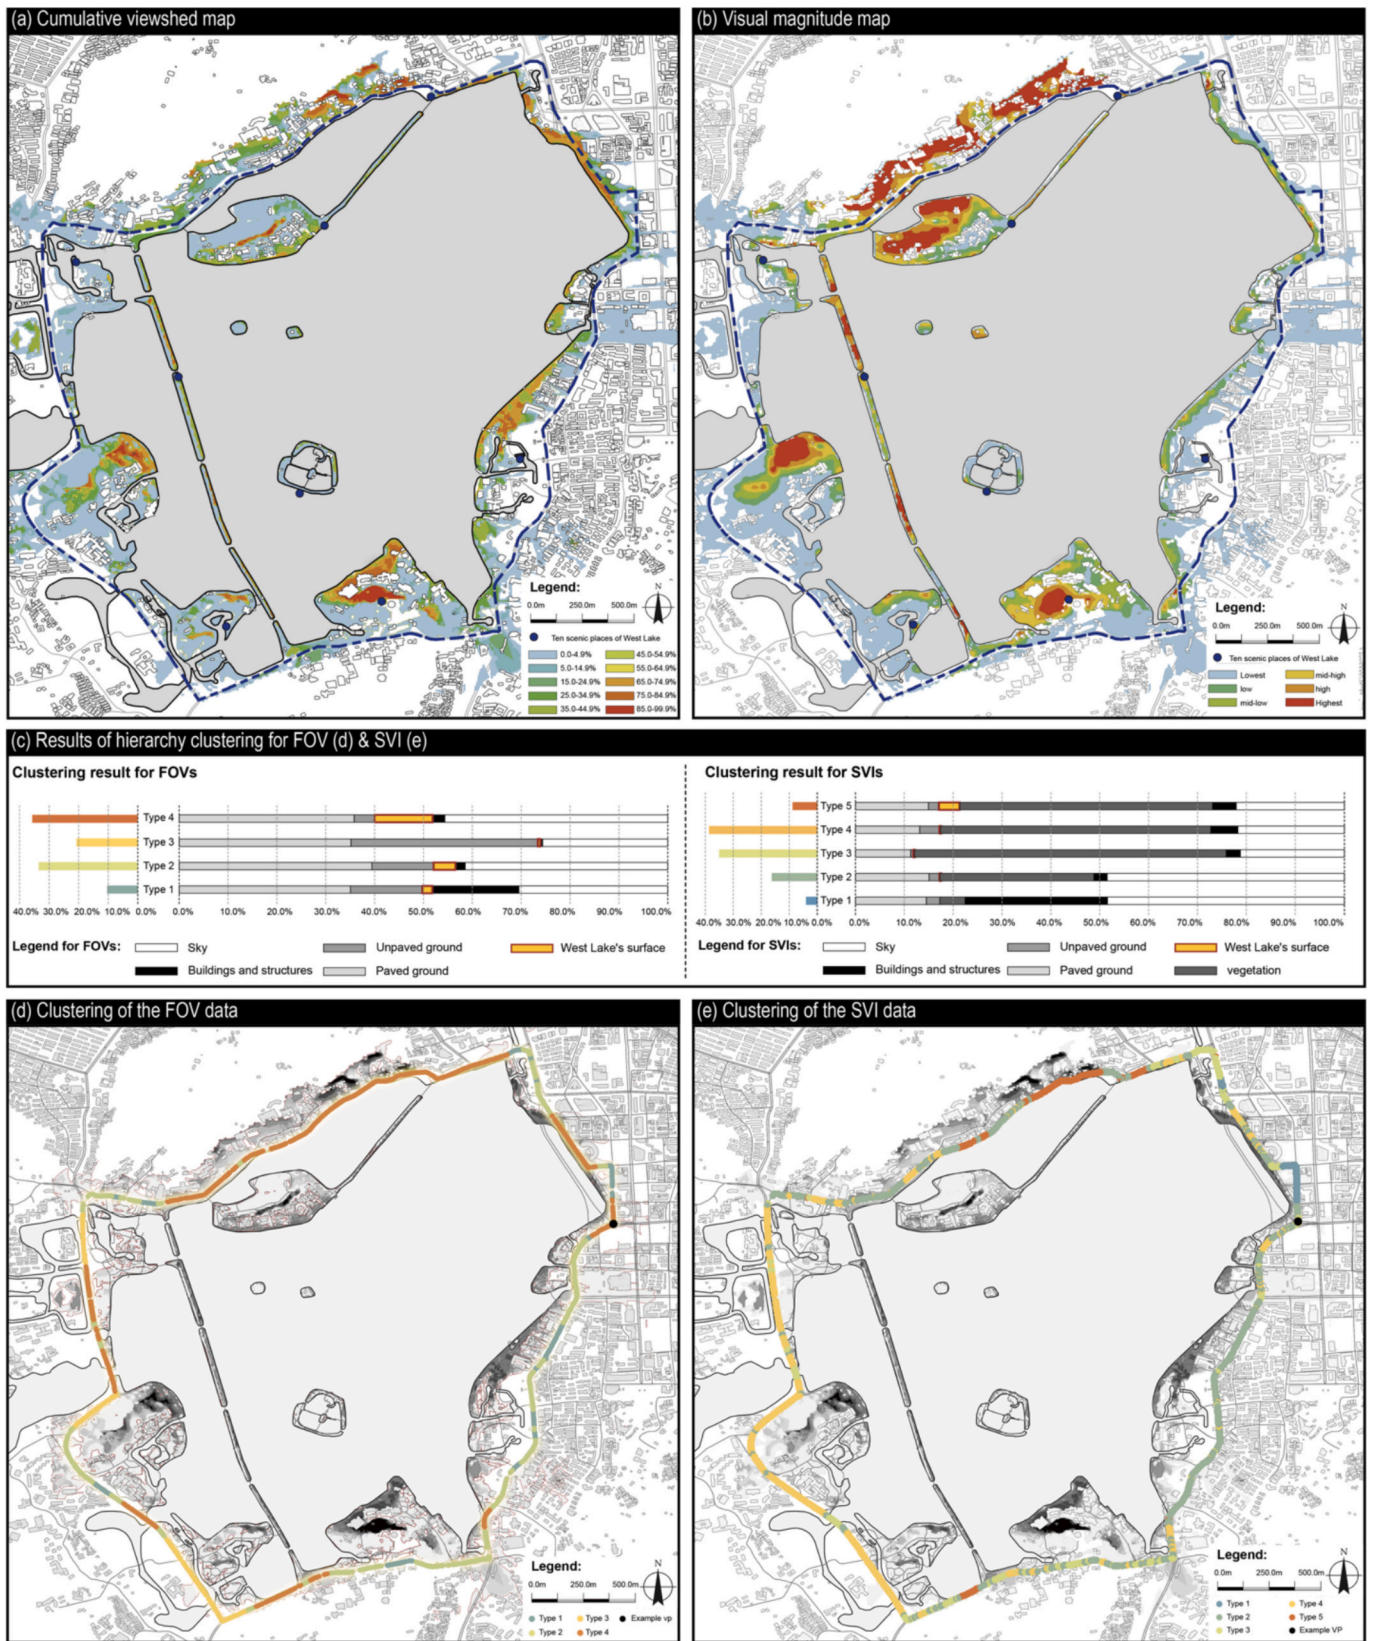 (a) Cumulative viewshed map
(b) Visual magnitude map
Legend:
0.0m 250.0m 500.0m
N
Ten scenic places of West Lake
0.0-4.9% 45.0-54.9%
5.0-14.9% 55.0-64.9%
15.0-24.9% 65.0-74.9%
25.0-34.9% 75.0-84.9%
35.0-44.9% 85.0-99.9%
Legend:
0.0m 250.0m 500.0m
N
Ten scenic places of West Lake
Lowest mid-high
low high
mid-low Highest
(c) Results of hierarchy clustering for FOV (d) & SVI (e)
Clustering result for FOVs
Type 4
Type 3
Type 2
Type 1
40.0% 30.0% 20.0% 10.0% 0.0% 0.0% 10.0% 20.0% 30.0% 40.0% 50.0% 60.0% 70.0% 80.0% 90.0% 100.0%
Legend for FOVs: Sky Unpaved ground West Lake's surface
Buildings and structures Paved ground
Clustering result for SVIs
Type 5
Type 4
Type 3
Type 2
Type 1
40.0% 30.0% 20.0% 10.0% 0.0% 0.0% 10.0% 20.0% 30.0% 40.0% 50.0% 60.0% 70.0% 80.0% 90.0% 100.0%
Legend for SVIs: Sky Unpaved ground West Lake's surface
Buildings and structures Paved ground vegetation
(d) Clustering of the FOV data
(e) Clustering of the SVI data
Legend:
0.0m 250.0m 500.0m
N
Type 1 Type 3 Example vp
Type 2 Type 4
Legend:
0.0m 250.0m 500.0m
N
Type 1 Type 4
Type 2 Type 5
Type 3 Example VP